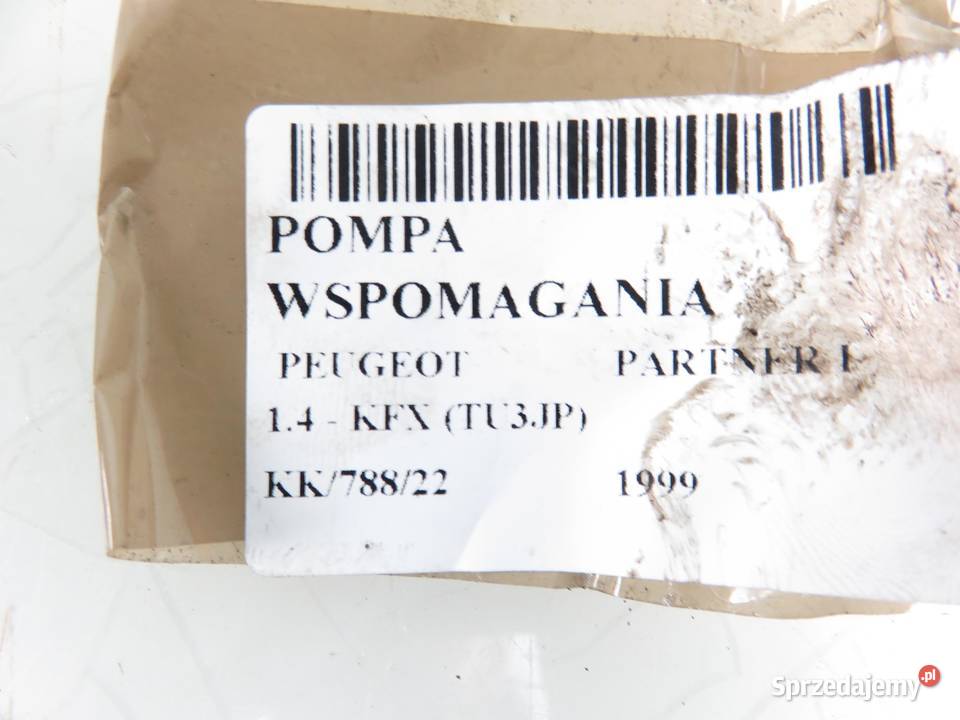 POMPA
WSPOMAGANIA
PEUGEOT PARTNER I
1.4 - KFX (TU3JP)
KK/788/22 1999
Sprzedajemy.pl